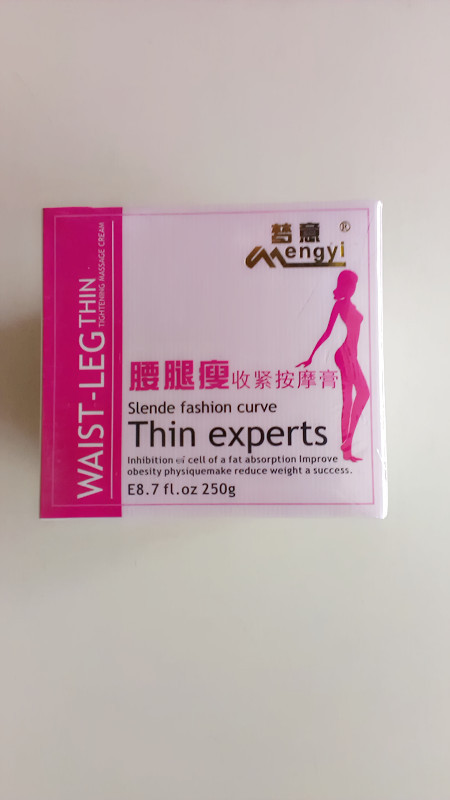 梦意®
Mengyi
WAIST-LEG THIN
TIGHTENING MASSAGE CREAM
腰腿瘦收紧按摩膏
Slende fashion curve
Thin experts
Inhibition of cell of a fat absorption Improve
obesity physiquemake reduce weight a success.
E8.7 fl.oz 250g